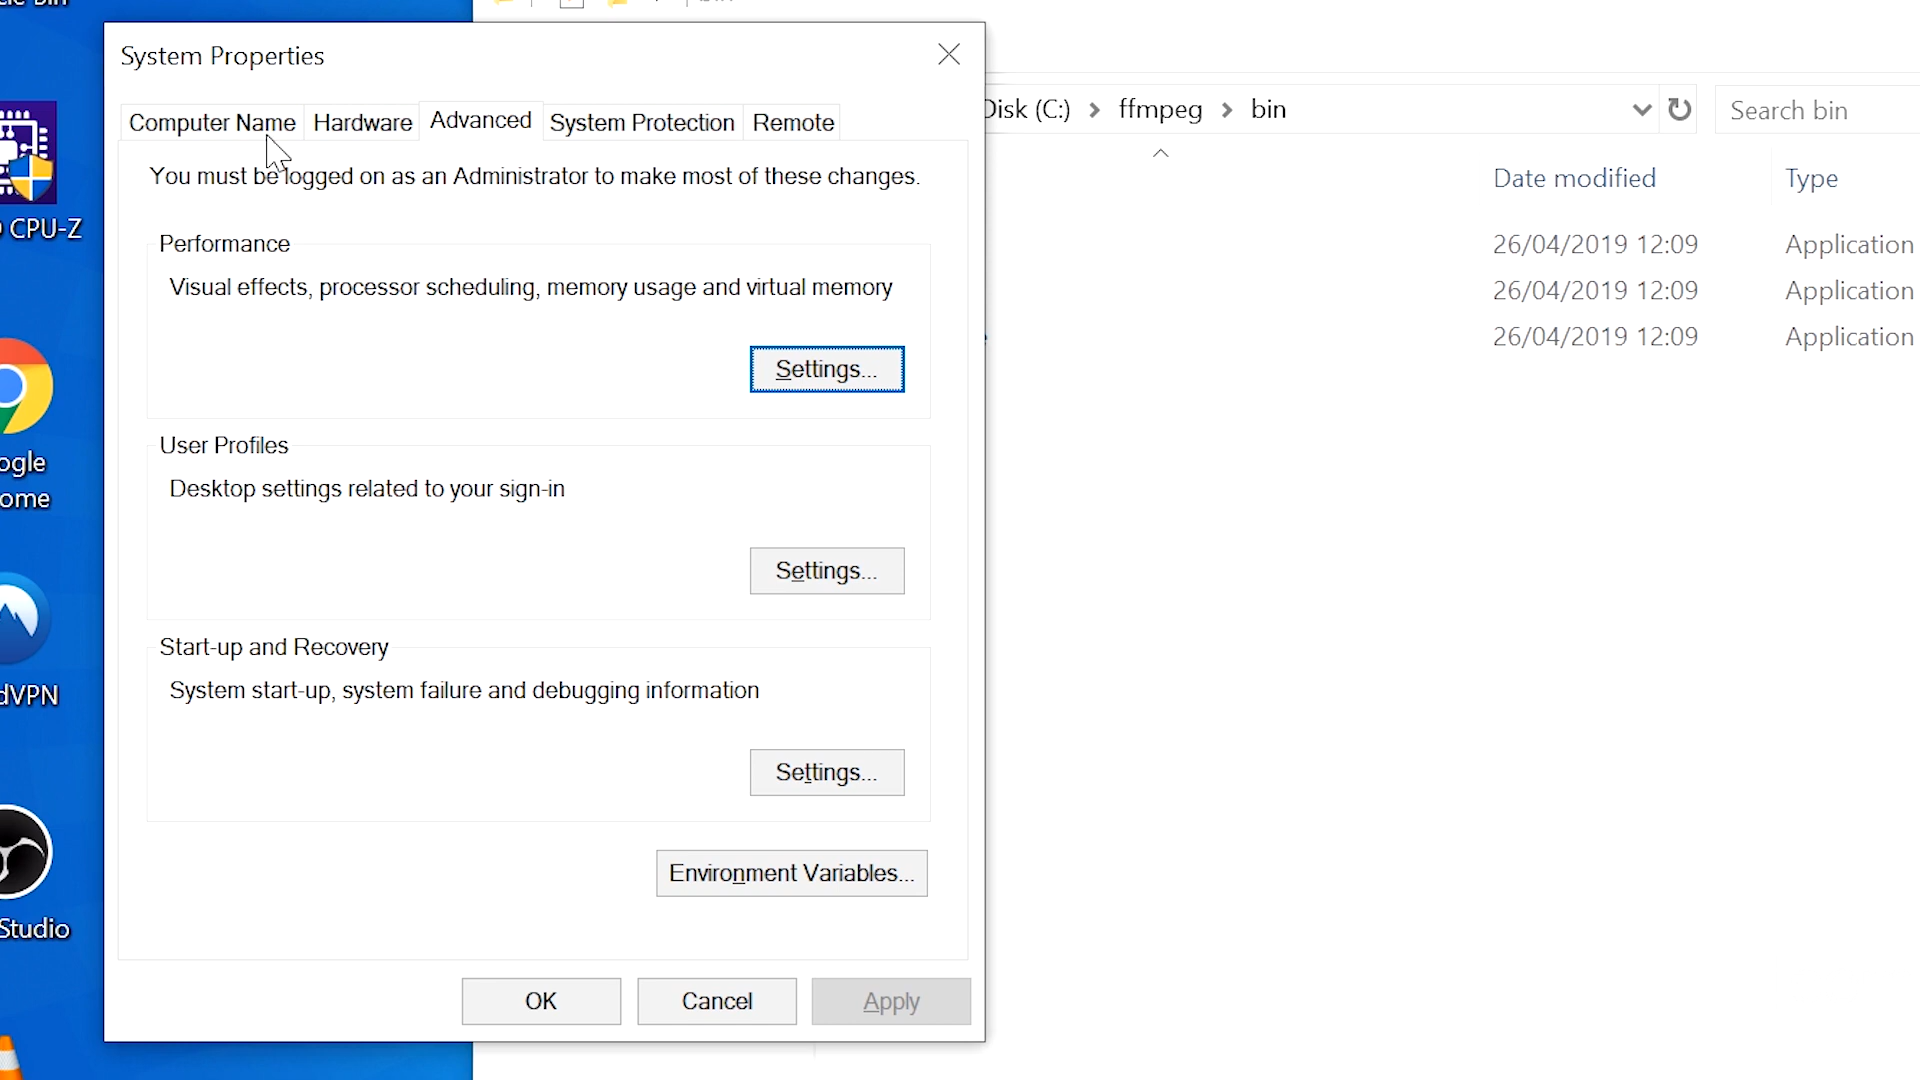 System Properties
Computer Name
Hardware
Advanced
System Protection
Remote
You must be logged on as an Administrator to make most of these changes.
Performance
Visual effects, processor scheduling, memory usage and virtual memory
Settings...
User Profiles
Desktop settings related to your sign-in
Settings...
Start-up and Recovery
System start-up, system failure and debugging information
Settings...
Environment Variables...
OK
Cancel
Apply
Disk (C:) > ffmpeg > bin
Search bin
Date modified
Type
26/04/2019 12:09
Application
26/04/2019 12:09
Application
26/04/2019 12:09
Application
CPU-Z
ogle
ome
dVPN
Studio